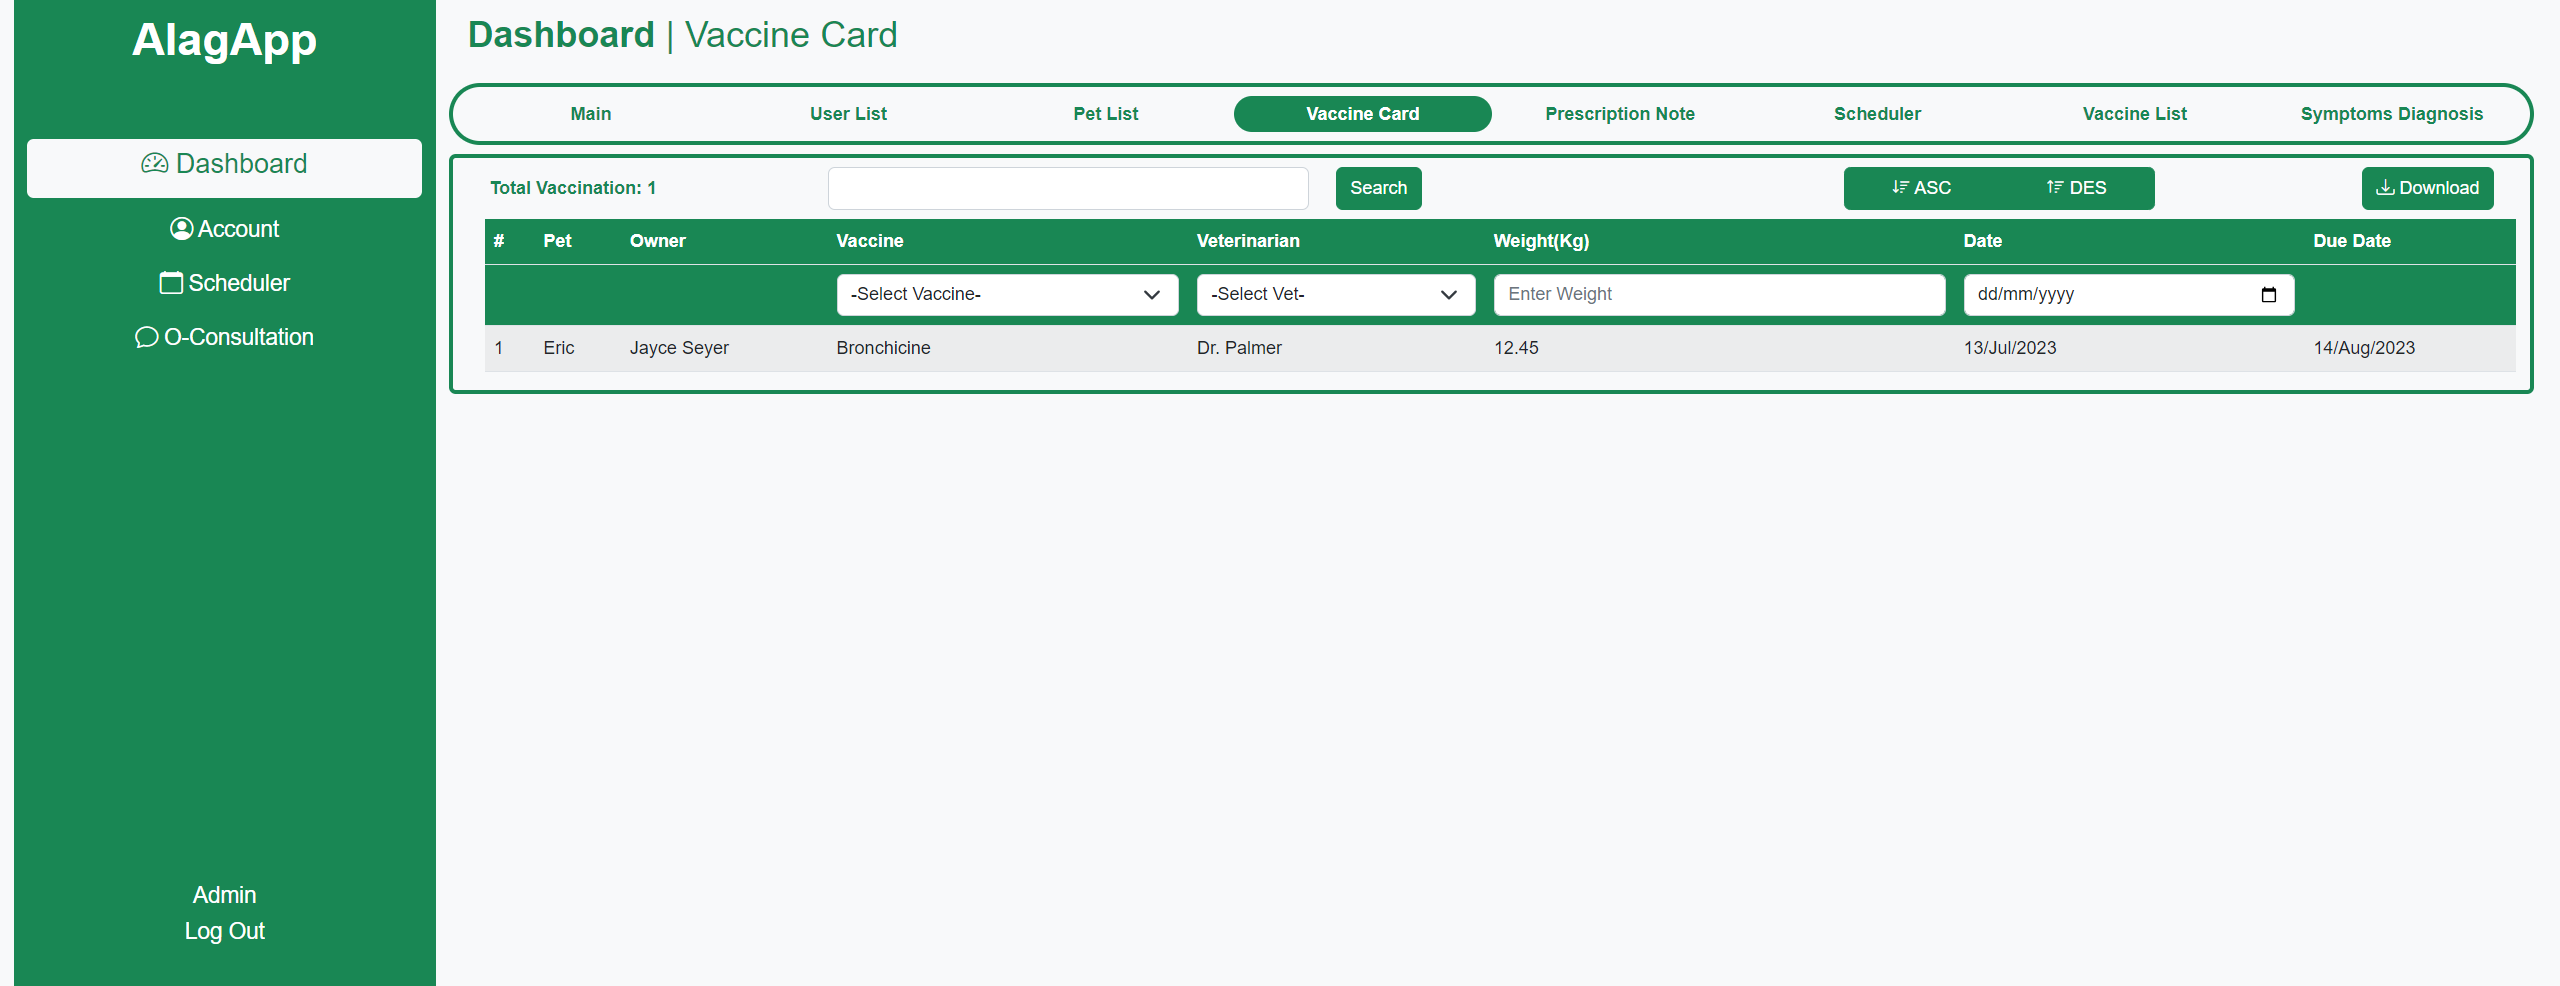 AlagApp
Dashboard
Account
Scheduler
O-Consultation
Admin
Log Out
Dashboard | Vaccine Card
Main User List Pet List Vaccine Card Prescription Note Scheduler Vaccine List Symptoms Diagnosis
Total Vaccination: 1 Search ASC DES Download
# Pet Owner Vaccine Veterinarian Weight(Kg) Date Due Date
-Select Vaccine- -Select Vet- Enter Weight dd/mm/yyyy
1 Eric Jayce Seyer Bronchicine Dr. Palmer 12.45 13/Jul/2023 14/Aug/2023